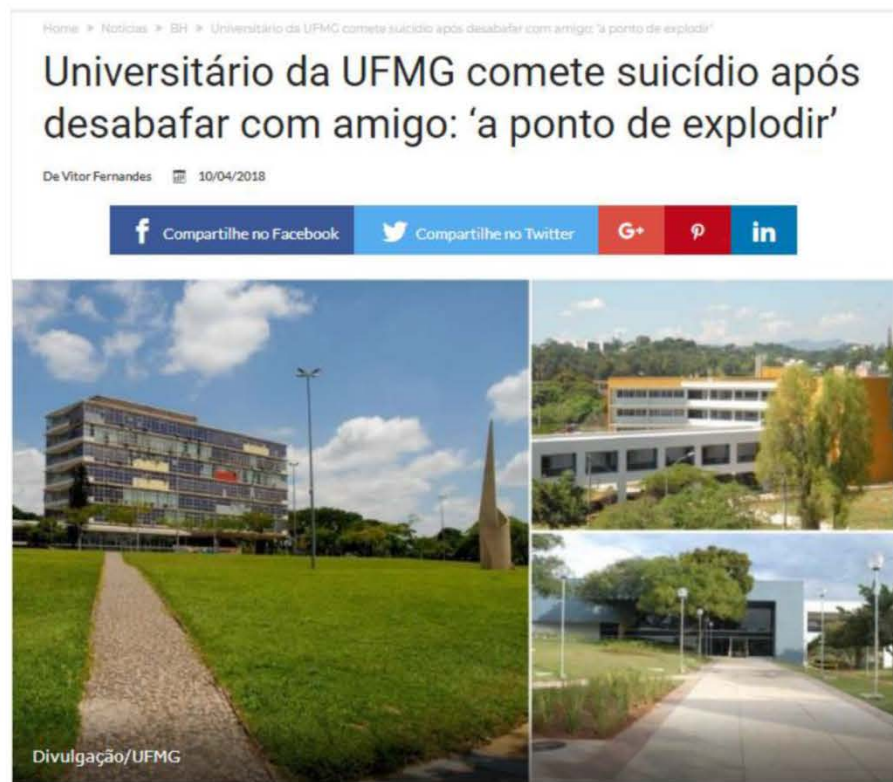 Home > Notícias > BH > Universitário da UFMG comete suicídio após desabafar com amigo: 'a ponto de explodir'
Universitário da UFMG comete suicídio após
desabafar com amigo: ‘a ponto de explodir’
De Vitor Fernandes 10/04/2018
f Compartilhe no Facebook Compartilhe no Twitter G+ in
Divulgação/UFMG